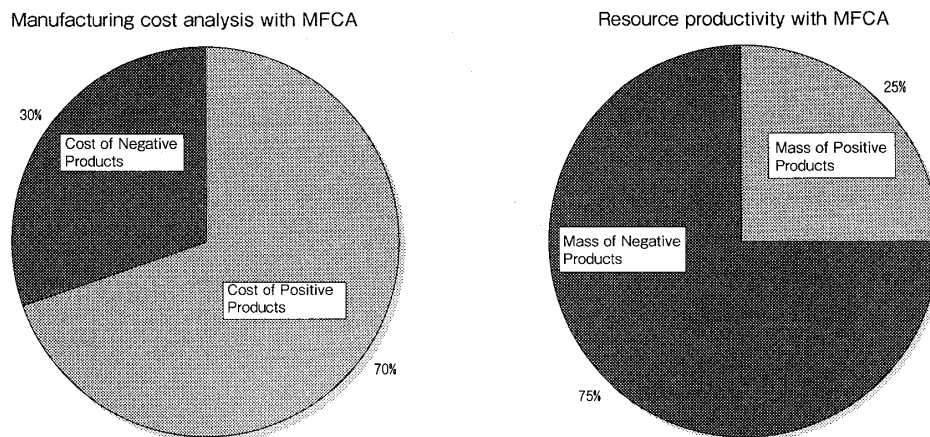 Manufacturing cost analysis with MFCA
30%
Cost of Negative
Products
Cost of Positive
Products
70%
Resource productivity with MFCA
25%
Mass of Positive
Products
Mass of Negative
Products
75%